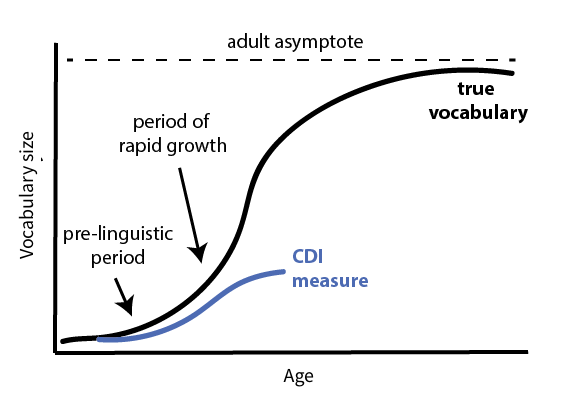 adult asymptote
true
vocabulary
period of
rapid growth
pre-linguistic
period
CDI
measure
Vocabulary size
Age